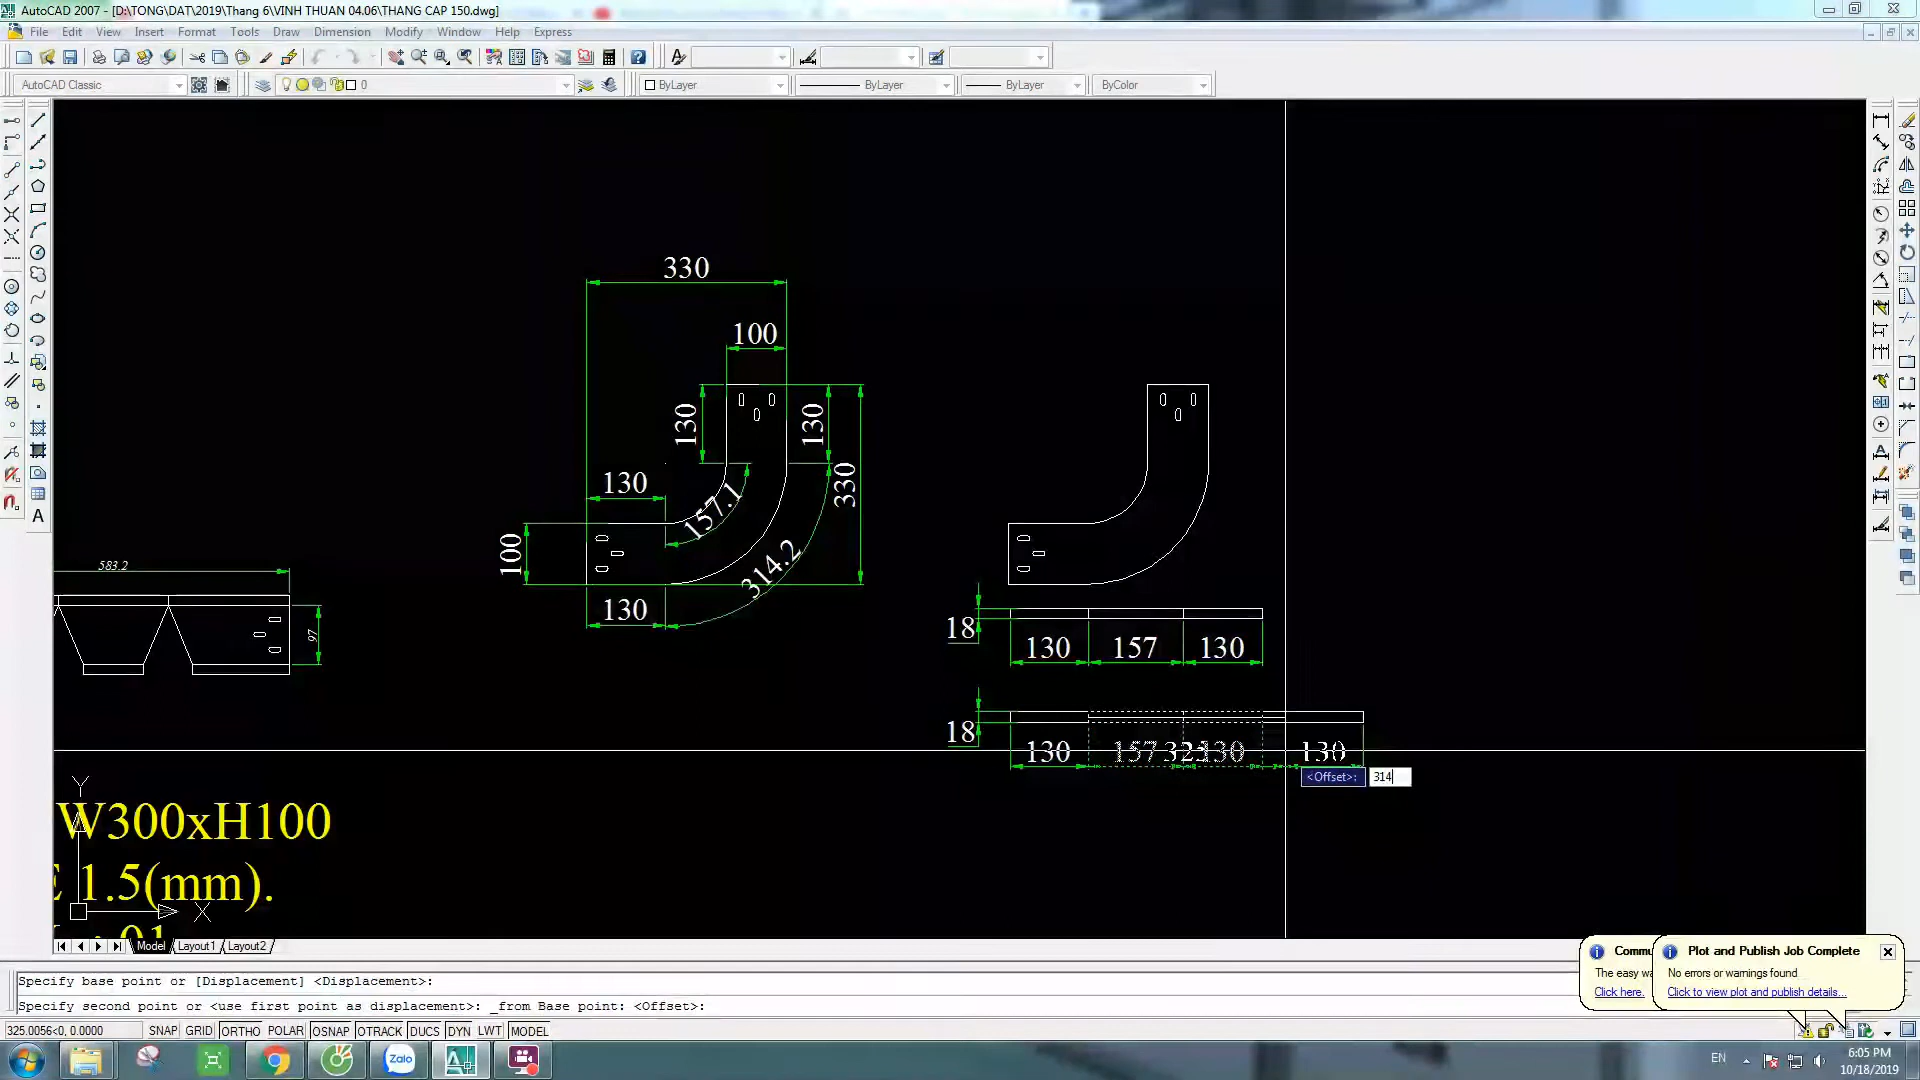 AutoCAD 2007 - [D:\TONG\DAT\2019\Thang 6\VINH THUAN 04.06\THANG CAP 150.dwg]
File Edit View Insert Format Tools Draw Dimension Modify Window Help Express
AutoCAD Classic
0
ByLayer
ByLayer
ByLayer
ByColor
330
100
130
130
130
157.1
330
100
314.2
130
583.2
97
18
130
157
130
18
130
157
130
130
<Offset>: 314
W300xH100
1.5(mm).
Y
X
Model Layout1 Layout2
Plot and Publish Job Complete
No errors or warnings found
Click to view plot and publish details...
The easy
Click here.
Specify base point or [Displacement] <Displacement>:
Specify second point or <use first point as displacement>: _from Base point: <Offset>:
325.0056<0, 0.0000
SNAP GRID ORTHO POLAR OSNAP OTRACK DUCS DYN LWT MODEL
Zalo
EN
6:05 PM
10/18/2019